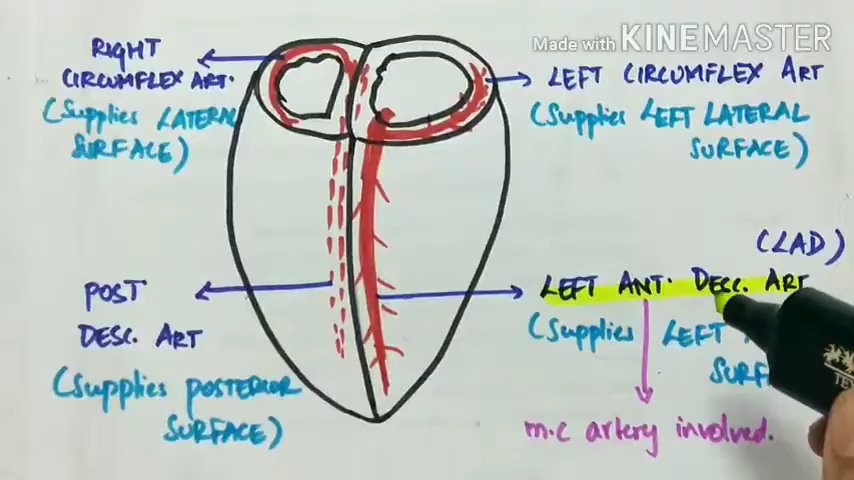 Made with KINEMASTER
RIGHT
CIRCUMFLEX ART.
(Supplies LATERAL
SURFACE)
LEFT CIRCUMFLEX ART
(Supplies LEFT LATERAL
SURFACE)
POST
DESC. ART
(Supplies POSTERIOR
SURFACE)
(LAD)
LEFT ANT. DESC. ART
(Supplies LEFT
m.c artery involved.